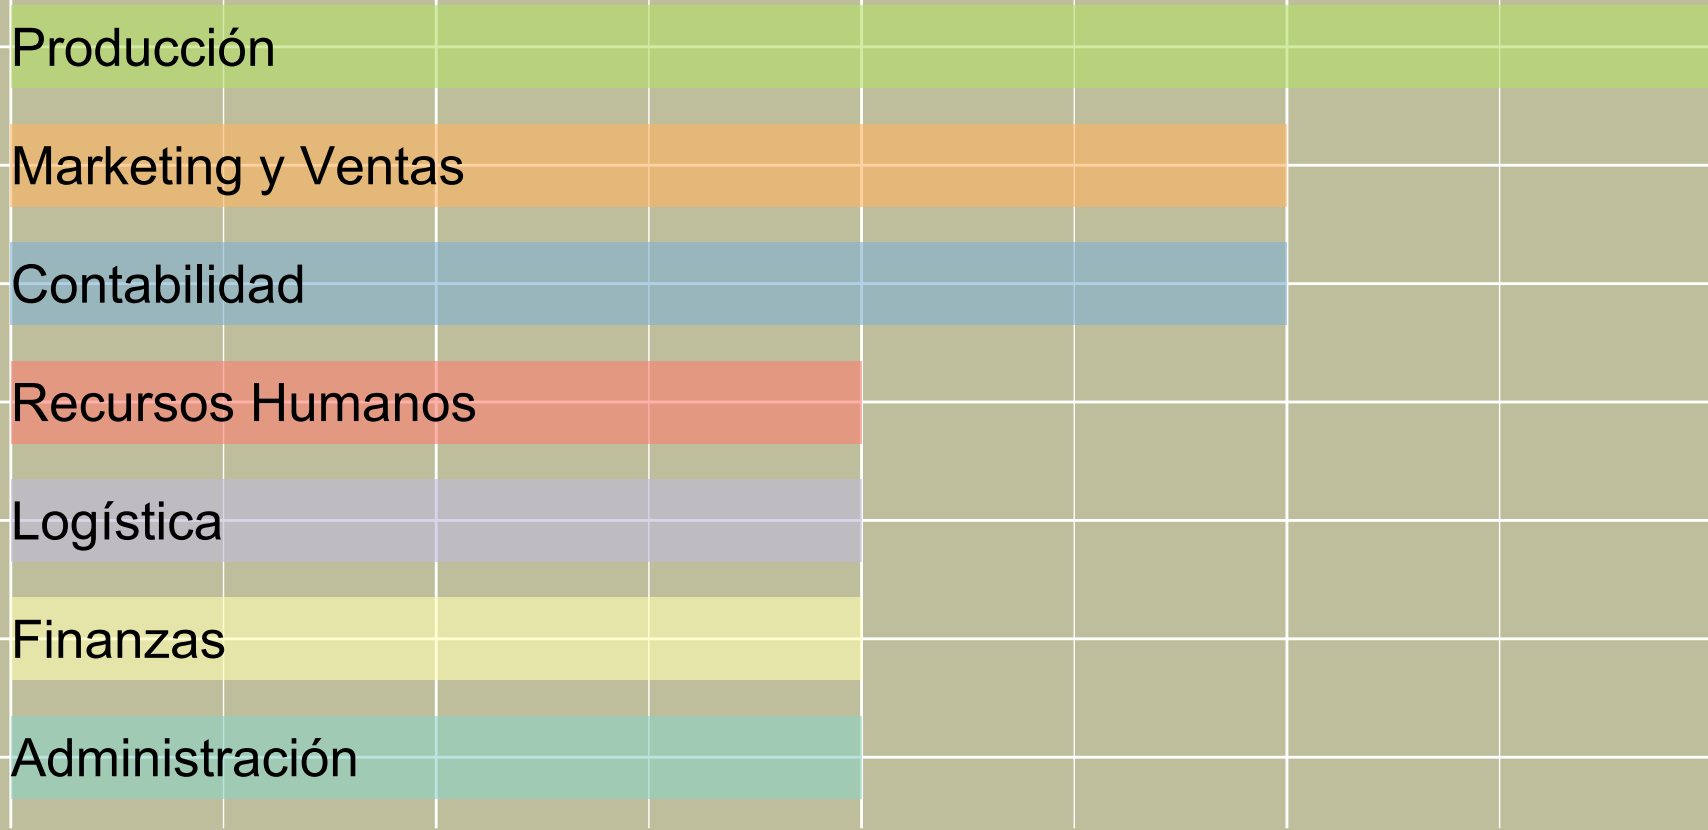 Producción
Marketing y Ventas
Contabilidad
Recursos Humanos
Logística
Finanzas
Administración